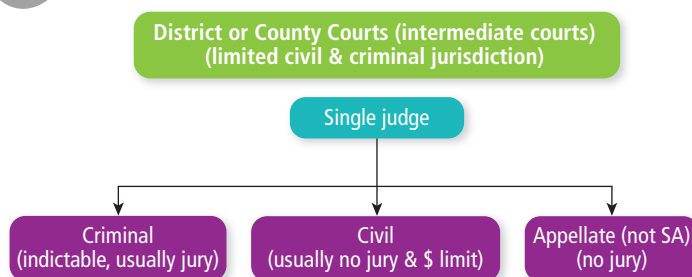 District or County Courts (intermediate courts)
(limited civil & criminal jurisdiction)
Single judge
Criminal
(indictable, usually jury)
Civil
(usually no jury & $ limit)
Appellate (not SA)
(no jury)